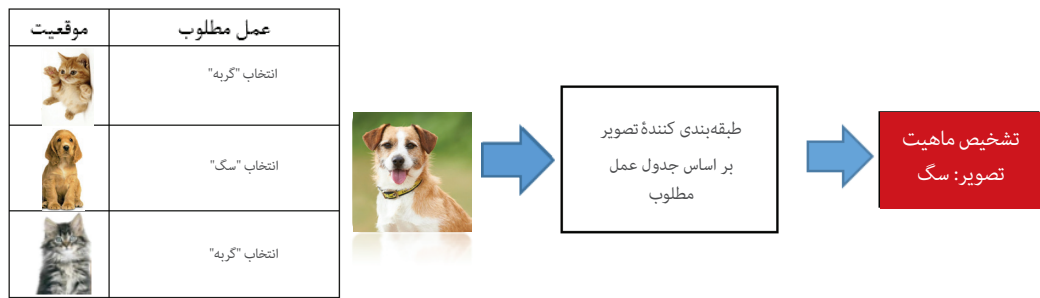 موقعیت
عمل مطلوب
انتخاب "گربه"
انتخاب "سگ"
انتخاب "گربه"
طبقه‌بندی کنندهٔ تصویر
بر اساس جدول عمل
مطلوب
تشخیص ماهیت
تصویر: سگ